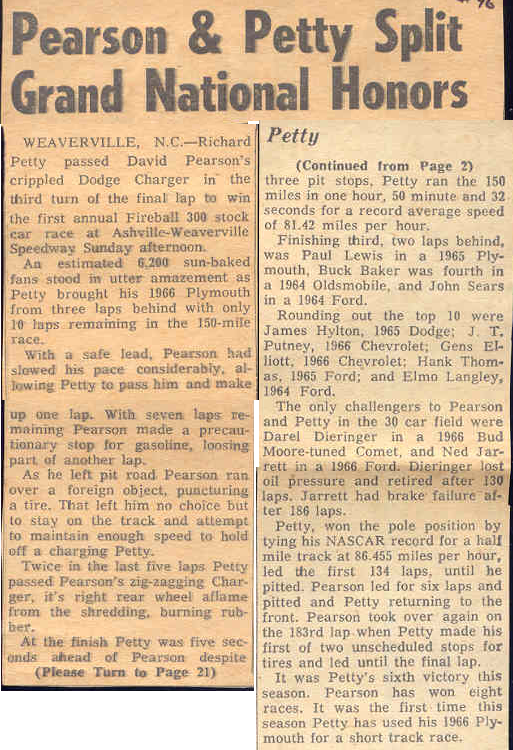 Pearson & Petty Split
Grand National Honors
WEAVERVILLE, N.C.—Richard
Petty passed David Pearson's
crippled Dodge Charger in the
third turn of the final lap to win
the first annual Fireball 300 stock
car race at Ashville-Weaverville
Speedway Sunday afternoon.
An estimated 6,200 sun-baked
fans stood in utter amazement as
Petty brought his 1966 Plymouth
from three laps behind with only
10 laps remaining in the 150-mile
race.
With a safe lead, Pearson had
slowed his pace considerably, al-
lowing Petty to pass him and make
up one lap. With seven laps re-
maining Pearson made a precau-
tionary stop for gasoline, loosing
part of another lap.
As he left pit road Pearson ran
over a foreign object, puncturing
a tire. That left him no choice but
to stay on the track and attempt
to maintain enough speed to hold
off a charging Petty.
Twice in the last five laps Petty
passed Pearson's zig-zagging Char-
ger, it's right rear wheel aflame
from the shredding, burning rub-
ber.
At the finish Petty was five sec-
onds ahead of Pearson despite
(Please Turn to Page 21)
Petty
(Continued from Page 2)
three pit stops, Petty ran the 150
miles in one hour, 50 minute and 32
seconds for a record average speed
of 81.42 miles per hour.
Finishing third, two laps behind,
was Paul Lewis in a 1965 Ply-
mouth, Buck Baker was fourth in
a 1964 Oldsmobile, and John Sears
in a 1964 Ford.
Rounding out the top 10 were
James Hylton, 1965 Dodge; J. T.
Putney, 1966 Chevrolet; Gens El-
liott, 1966 Chevrolet; Hank Thom-
as, 1965 Ford; and Elmo Langley,
1964 Ford.
The only challengers to Pearson
and Petty in the 30 car field were
Darel Dieringer in a 1966 Bud
Moore-tuned Comet, and Ned Jar-
rett in a 1966 Ford. Dieringer lost
oil pressure and retired after 130
laps. Jarrett had brake failure af-
ter 186 laps.
Petty, won the pole position by
tying his NASCAR record for a half
mile track at 86.455 miles per hour,
led the first 134 laps, until he
pitted. Pearson led for six laps and
pitted and Petty returning to the
front. Pearson took over again on
the 183rd lap when Petty made his
first of two unscheduled stops for
tires and led until the final lap.
It was Petty's sixth victory this
season. Pearson has won eight
races. It was the first time this
season Petty has used his 1966 Ply-
mouth for a short track race.